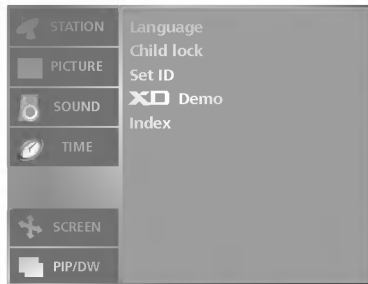 STATION
PICTURE
SOUND
TIME
SCREEN
PIP/DW
Language
Child lock
Set ID
XD Demo
Index